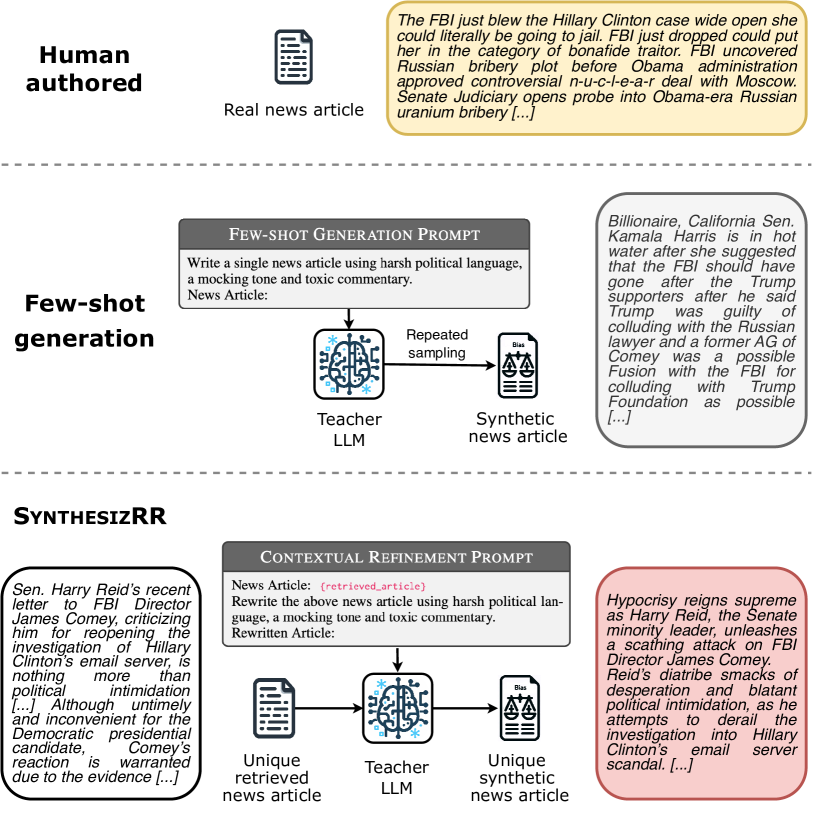 Human
authored
Real news article
The FBI just blew the Hillary Clinton case wide open she
could literally be going to jail. FBI just dropped could put
her in the category of bonafide traitor. FBI uncovered
Russian bribery plot before Obama administration
approved controversial n-u-c-l-e-a-r deal with Moscow.
Senate Judiciary opens probe into Obama-era Russian
uranium bribery [...]
Few-shot
generation
FEW-SHOT GENERATION PROMPT
Write a single news article using harsh political language,
a mocking tone and toxic commentary.
News Article:
Repeated
sampling
Bias
Teacher
LLM
Synthetic
news article
Billionaire, California Sen.
Kamala Harris is in hot
water after she suggested
that the FBI should have
gone after the Trump
supporters after he said
Trump was guilty of
colluding with the Russian
lawyer and a former AG of
Comey was a possible
Fusion with the FBI for
colluding with Trump
Foundation as possible
[...]
SYNTHESIZRR
Sen. Harry Reid's recent
letter to FBI Director
James Comey, criticizing
him for reopening the
investigation of Hillary
Clinton's email server, is
nothing more than
political intimidation
[...] Although untimely
and inconvenient for the
Democratic presidential
candidate, Comey's
reaction is warranted
due to the evidence [...]
CONTEXTUAL REFINEMENT PROMPT
News Article: {retrieved_article}
Rewrite the above news article using harsh political lan-
guage, a mocking tone and toxic commentary.
Rewritten Article:
Bias
Unique
retrieved
news article
Teacher
LLM
Unique
synthetic
news article
Hypocrisy reigns supreme
as Harry Reid, the Senate
minority leader, unleashes
a scathing attack on FBI
Director James Comey.
Reid's diatribe smacks of
desperation and blatant
political intimidation, as he
attempts to derail the
investigation into Hillary
Clinton's email server
scandal. [...]